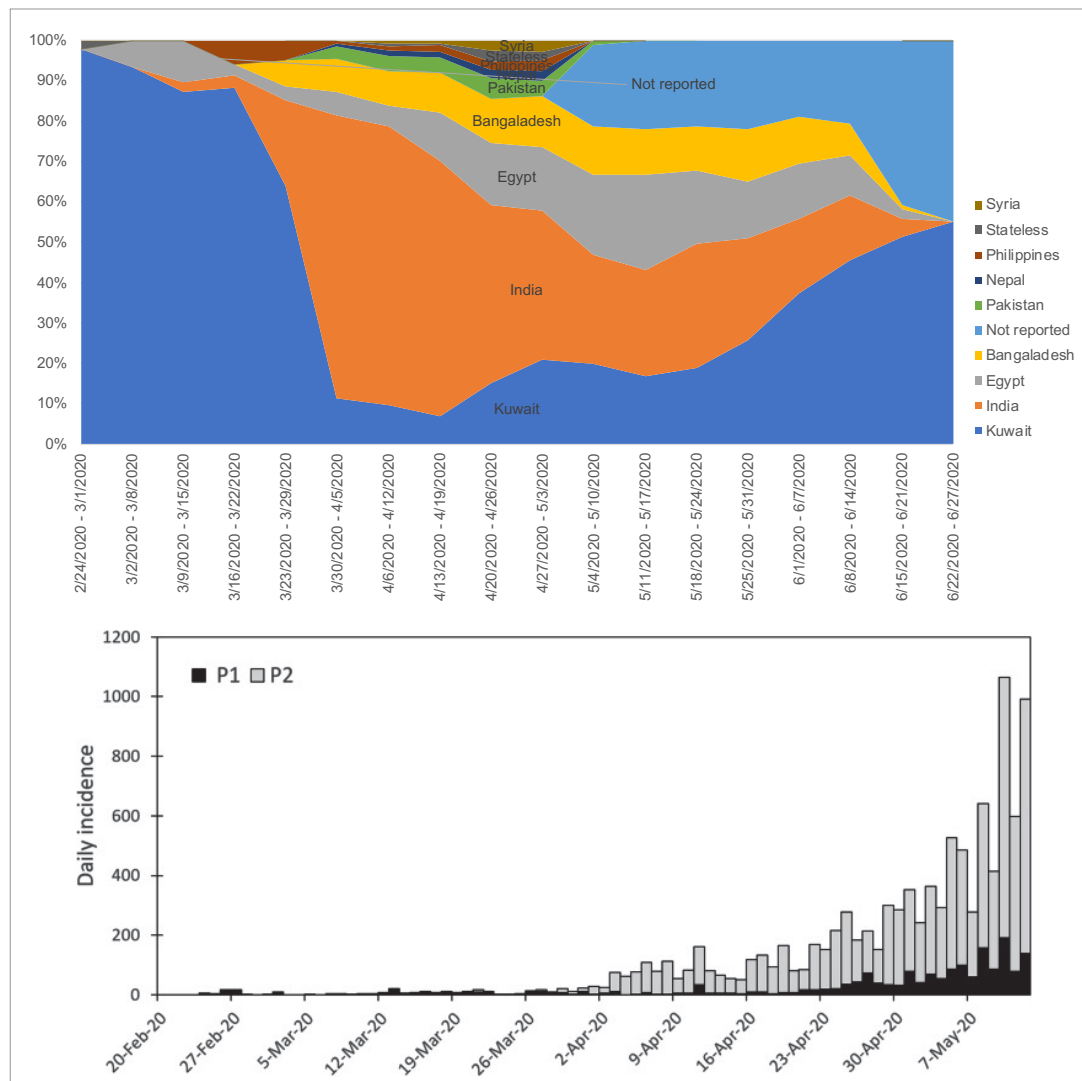 100%
90%
80%
70%
60%
50%
40%
30%
20%
10%
0%
Syria
Stateless
Philippines
Nepal
Pakistan
Not reported
Bangaladesh
Egypt
India
Kuwait
Syria
Stateless
Philippines
Nepal
Pakistan
Not reported
Bangaladesh
Egypt
India
Kuwait
2/24/2020 - 3/1/2020
3/2/2020 - 3/8/2020
3/9/2020 - 3/15/2020
3/16/2020 - 3/22/2020
3/23/2020 - 3/29/2020
3/30/2020 - 4/5/2020
4/6/2020 - 4/12/2020
4/13/2020 - 4/19/2020
4/20/2020 - 4/26/2020
4/27/2020 - 5/3/2020
5/4/2020 - 5/10/2020
5/11/2020 - 5/17/2020
5/18/2020 - 5/24/2020
5/25/2020 - 5/31/2020
6/1/2020 - 6/7/2020
6/8/2020 - 6/14/2020
6/15/2020 - 6/21/2020
6/22/2020 - 6/27/2020
1200
1000
800
600
400
200
0
Daily incidence
P1 P2
20-Feb-20
27-Feb-20
5-Mar-20
12-Mar-20
19-Mar-20
26-Mar-20
2-Apr-20
9-Apr-20
16-Apr-20
23-Apr-20
30-Apr-20
7-May-20